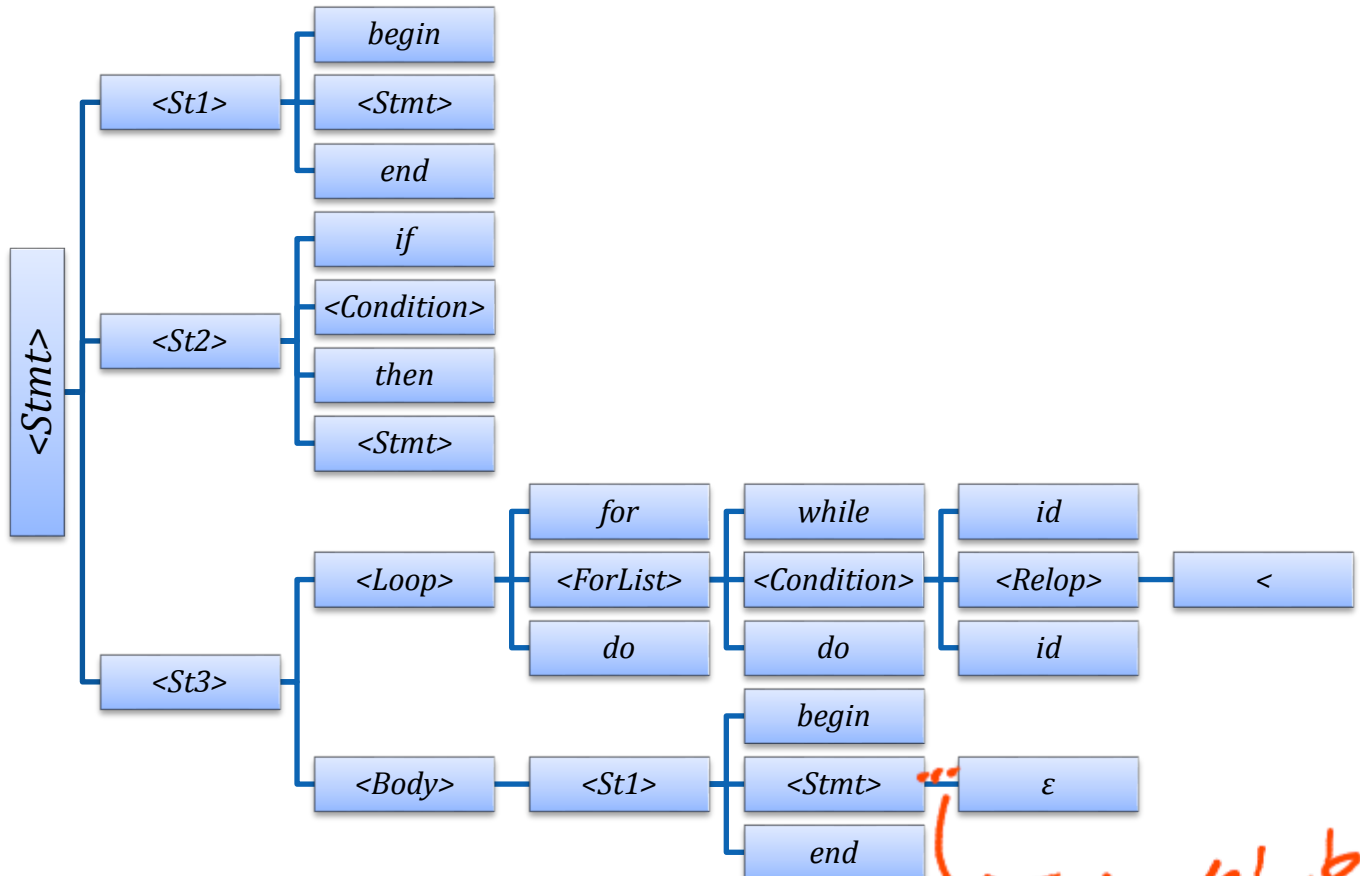 begin
<St1>
<Stmt>
end
if
<Stmt>
<St2>
<Condition>
then
<Stmt>
for
while
id
<Loop>
<ForList>
<Condition>
<Relop>
<
do
do
id
<St3>
begin
<Body>
<St1>
<Stmt>
ε
end